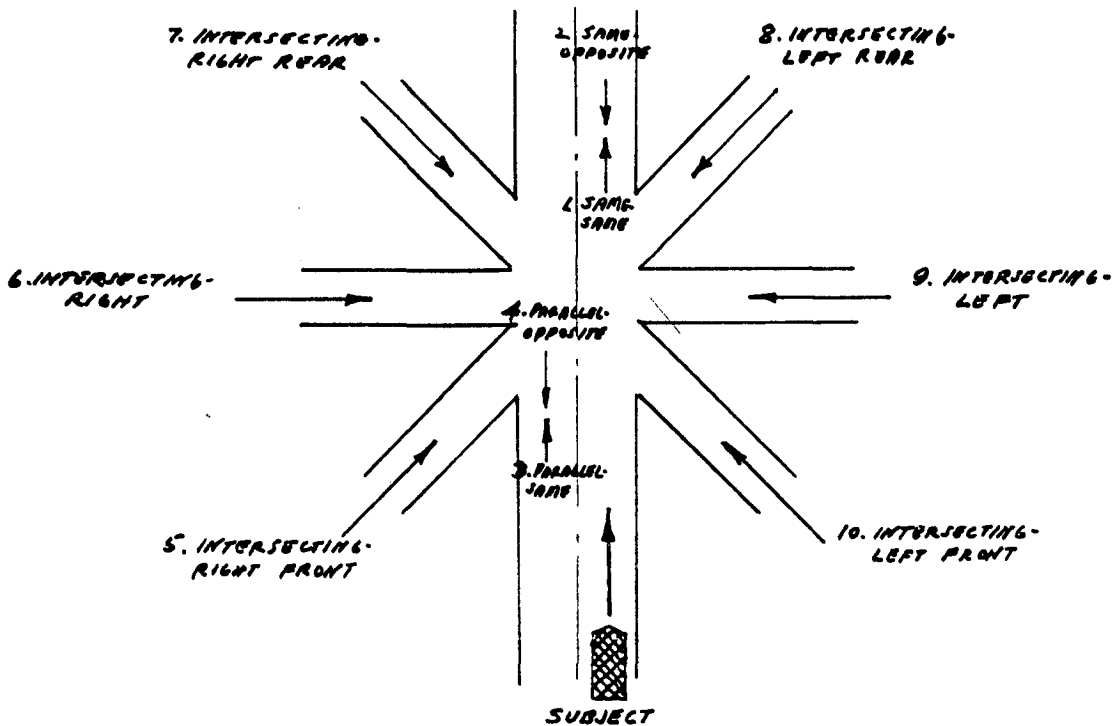 7. INTERSECTING-
RIGHT REAR
2. SAME-
OPPOSITE
8. INTERSECTING-
LEFT REAR
1. SAME-
SAME
6. INTERSECTING-
RIGHT
9. INTERSECTING-
LEFT
4. PARALLEL-
OPPOSITE
3. PARALLEL-
SAME
5. INTERSECTING-
RIGHT FRONT
10. INTERSECTING-
LEFT FRONT
SUBJECT